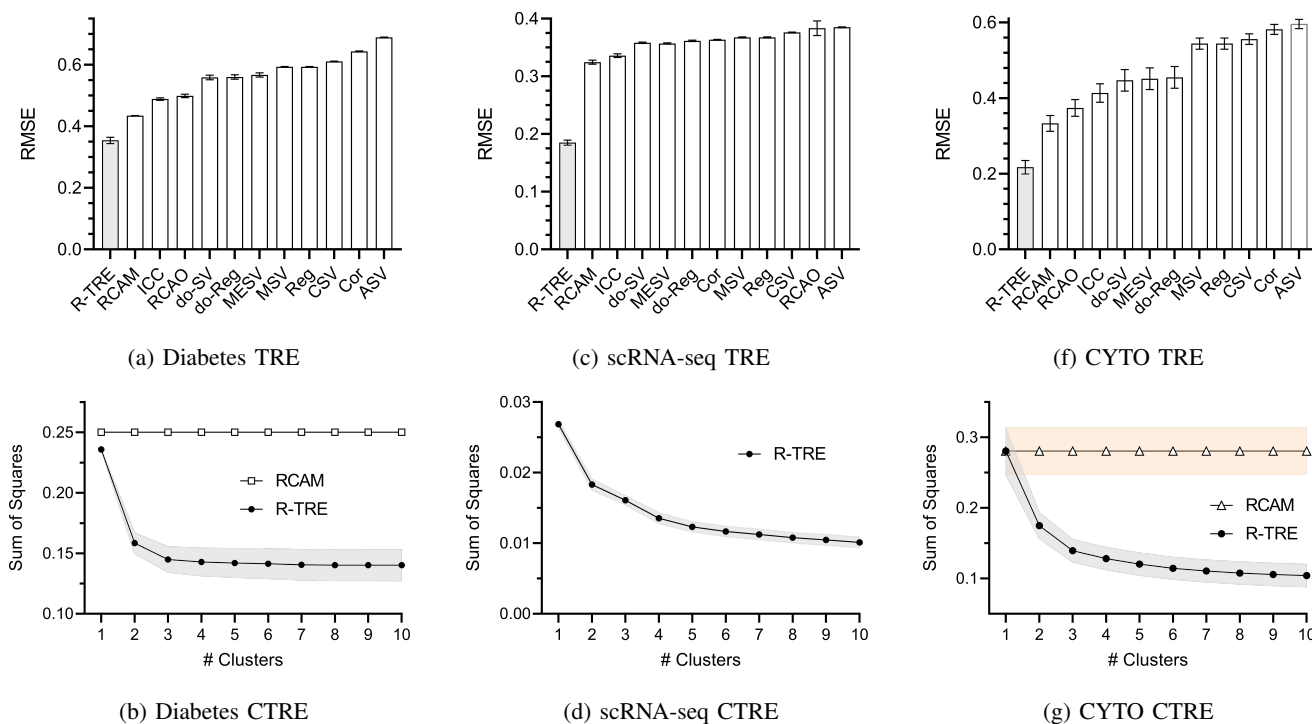 RMSE
0.6
0.4
0.2
0.0
R-TRE
RCAM
ICC
RCAO
do-SV
do-Reg
MESV
MSV
Reg
CSV
Cor
ASV
(a) Diabetes TRE
RMSE
0.4
0.3
0.2
0.1
0.0
R-TRE
RCAM
ICC
do-SV
MESV
do-Reg
Cor
MSV
Reg
CSV
RCAO
ASV
(c) scRNA-seq TRE
RMSE
0.6
0.4
0.2
0.0
R-TRE
RCAM
RCAO
ICC
do-SV
MESV
do-Reg
MSV
Reg
CSV
Cor
ASV
(f) CYTO TRE
Sum of Squares
0.25
0.20
0.15
0.10
RCAM
R-TRE
1 2 3 4 5 6 7 8 9 10
# Clusters
(b) Diabetes CTRE
Sum of Squares
0.03
0.02
0.01
0.00
R-TRE
1 2 3 4 5 6 7 8 9 10
# Clusters
(d) scRNA-seq CTRE
Sum of Squares
0.3
0.2
0.1
RCAM
R-TRE
1 2 3 4 5 6 7 8 9 10
# Clusters
(g) CYTO CTRE